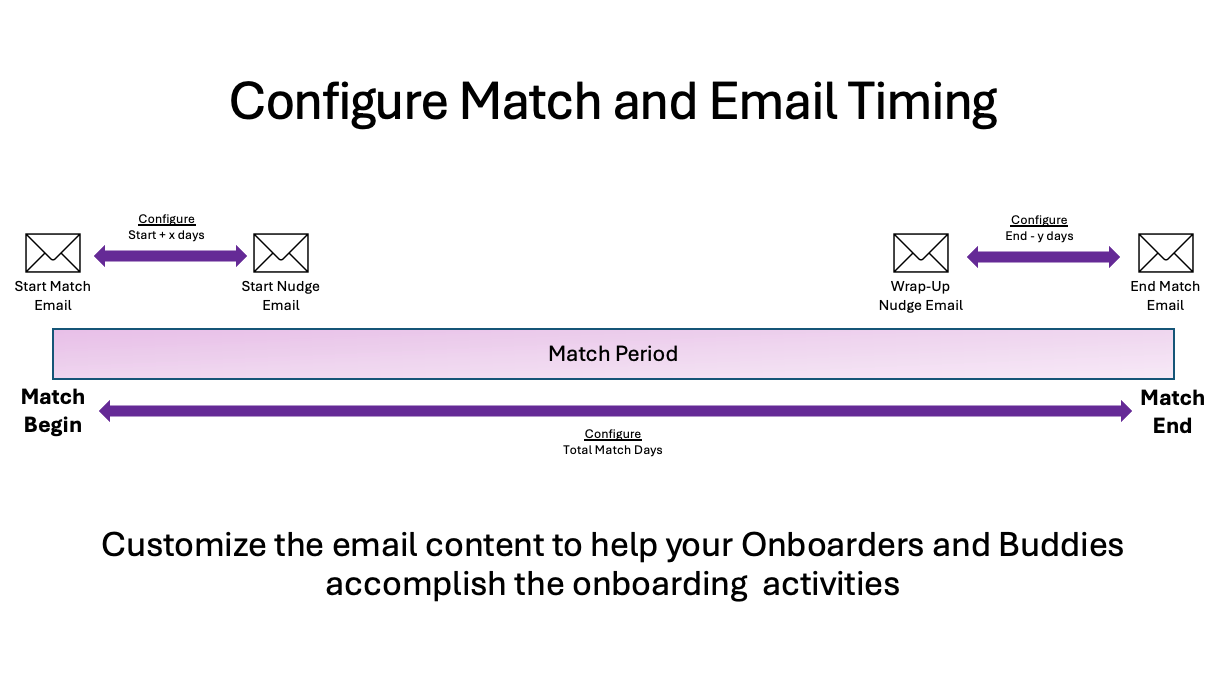 Configure Match and Email Timing
Configure
Start + x days
Configure
End - y days
Start Match
Email
Start Nudge
Email
Wrap-Up
Nudge Email
End Match
Email
Match Period
Match
Begin
Match
End
Configure
Total Match Days
Customize the email content to help your Onboarders and Buddies
accomplish the onboarding  activities